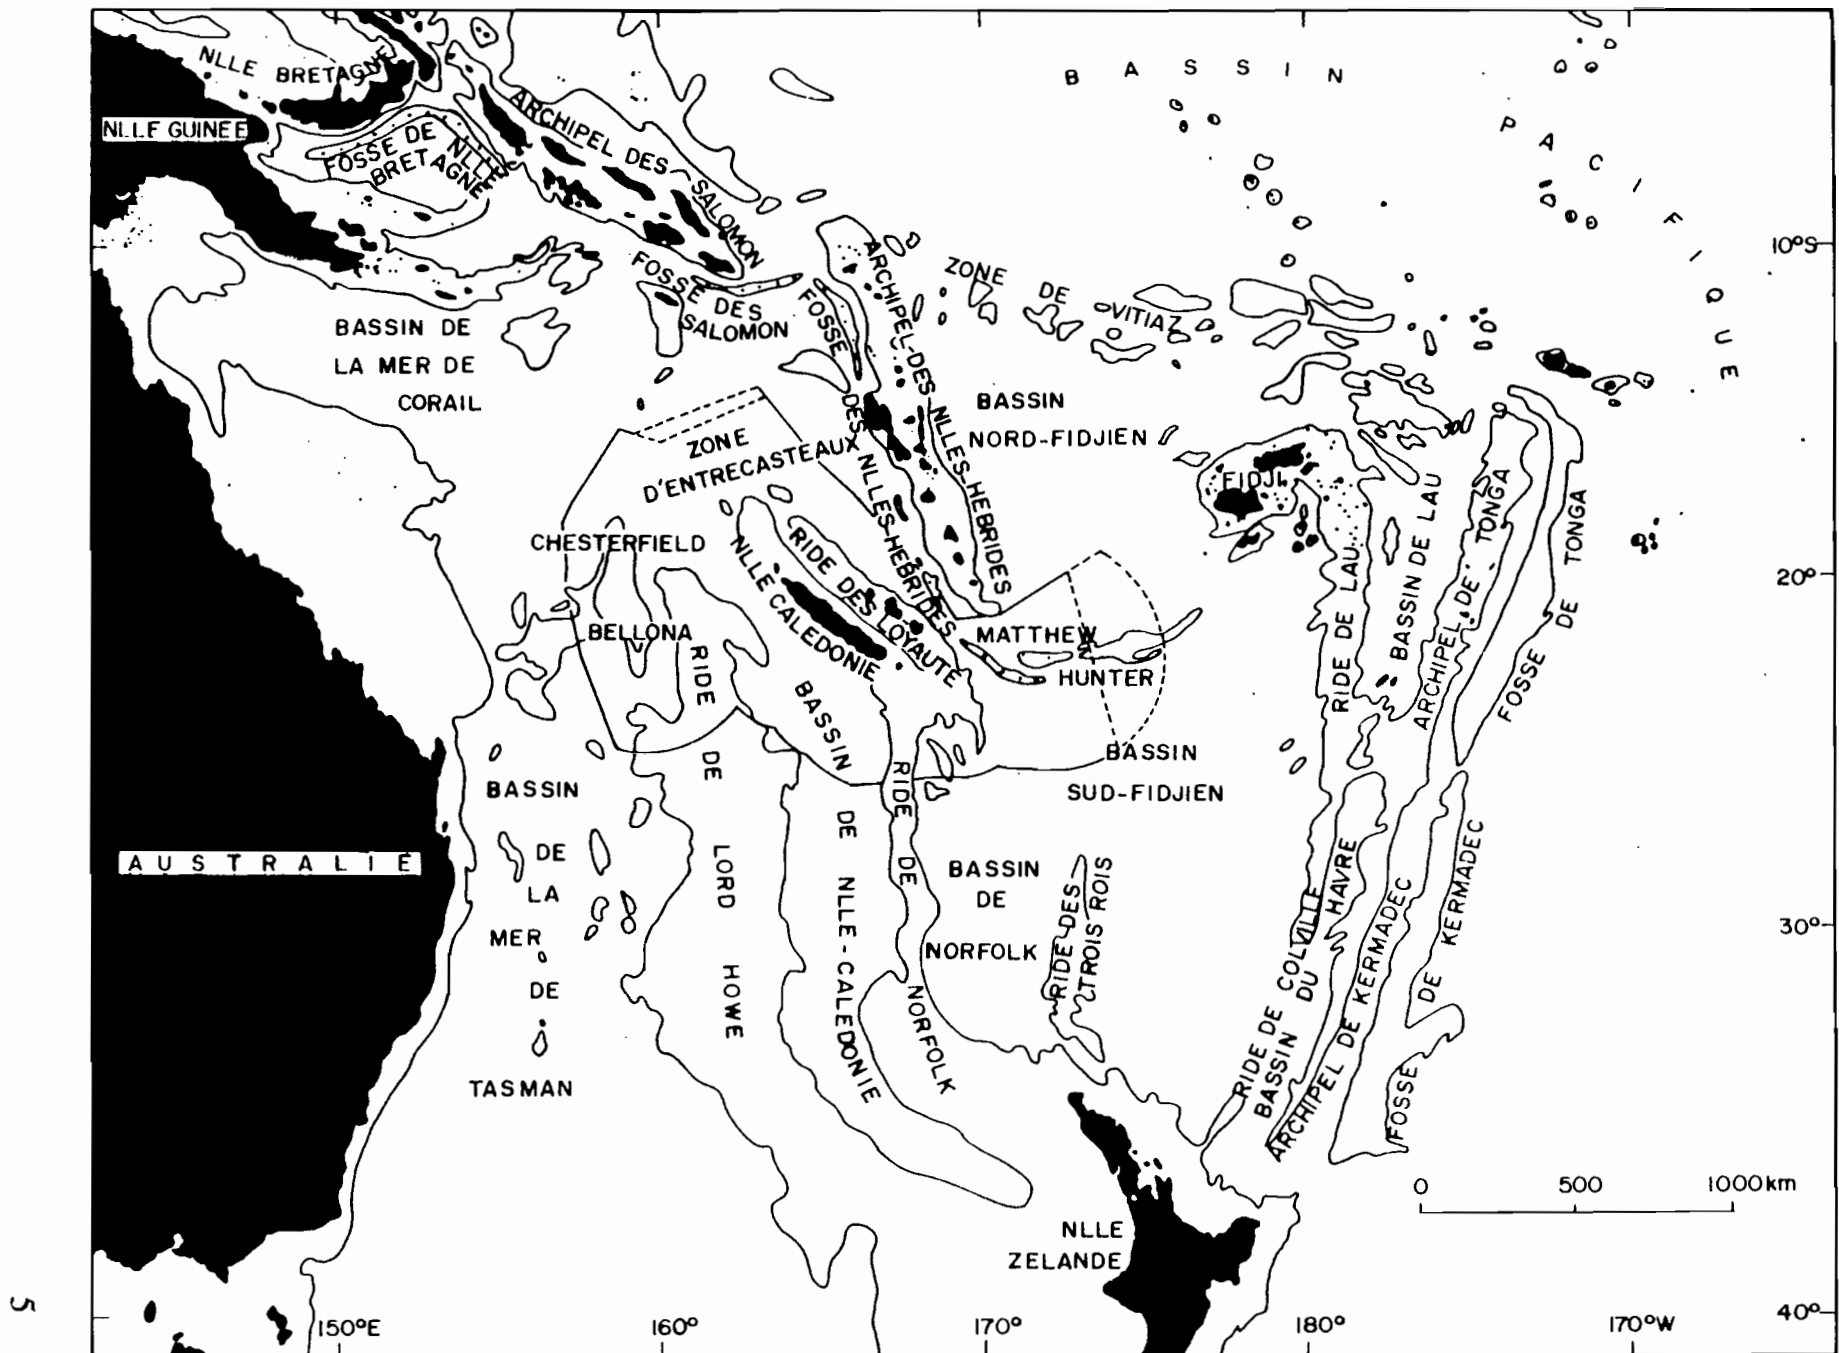 NLLE BRETAGNE
NLLE GUINEE
FOSSE DE NLLE
BRETAGNE
ARCHIPEL DES SALOMON
BASSIN PACIFIQUE
10°S
FOSSE DES
SALOMON
ARCHIPEL-DES NLLES-HEBRIDES
FOSSE DES NLLES-HEBRIDES
ZONE DE VITIAZ
BASSIN DE
LA MER DE
CORAIL
BASSIN
NORD-FIDJIEN
ZONE
D'ENTRECASTEAUX
FIDJI
CHESTERFIELD
BELLONA
NLLE CALEDONIE
RIDE DES LOYAUTE
MATTHEW
HUNTER
RIDE DE LAU
BASSIN DE LAU
ARCHIPEL DE TONGA
FOSSE DE TONGA
20°
RIDE DE LORD HOWE
BASSIN DE NLLE-CALEDONIE
RIDE DE NORFOLK
BASSIN
SUD-FIDJIEN
BASSIN
DE
LA
MER
DE
TASMAN
AUSTRALIE
BASSIN
DE
NORFOLK
RIDE DES
TROIS ROIS
RIDE DE COLVILLE
BASSIN DU HAVRE
ARCHIPEL DE KERMADEC
FOSSE DE KERMADEC
30°
0 500 1000km
NLLE
ZELANDE
5
150°E 160° 170° 180° 170°W
40°